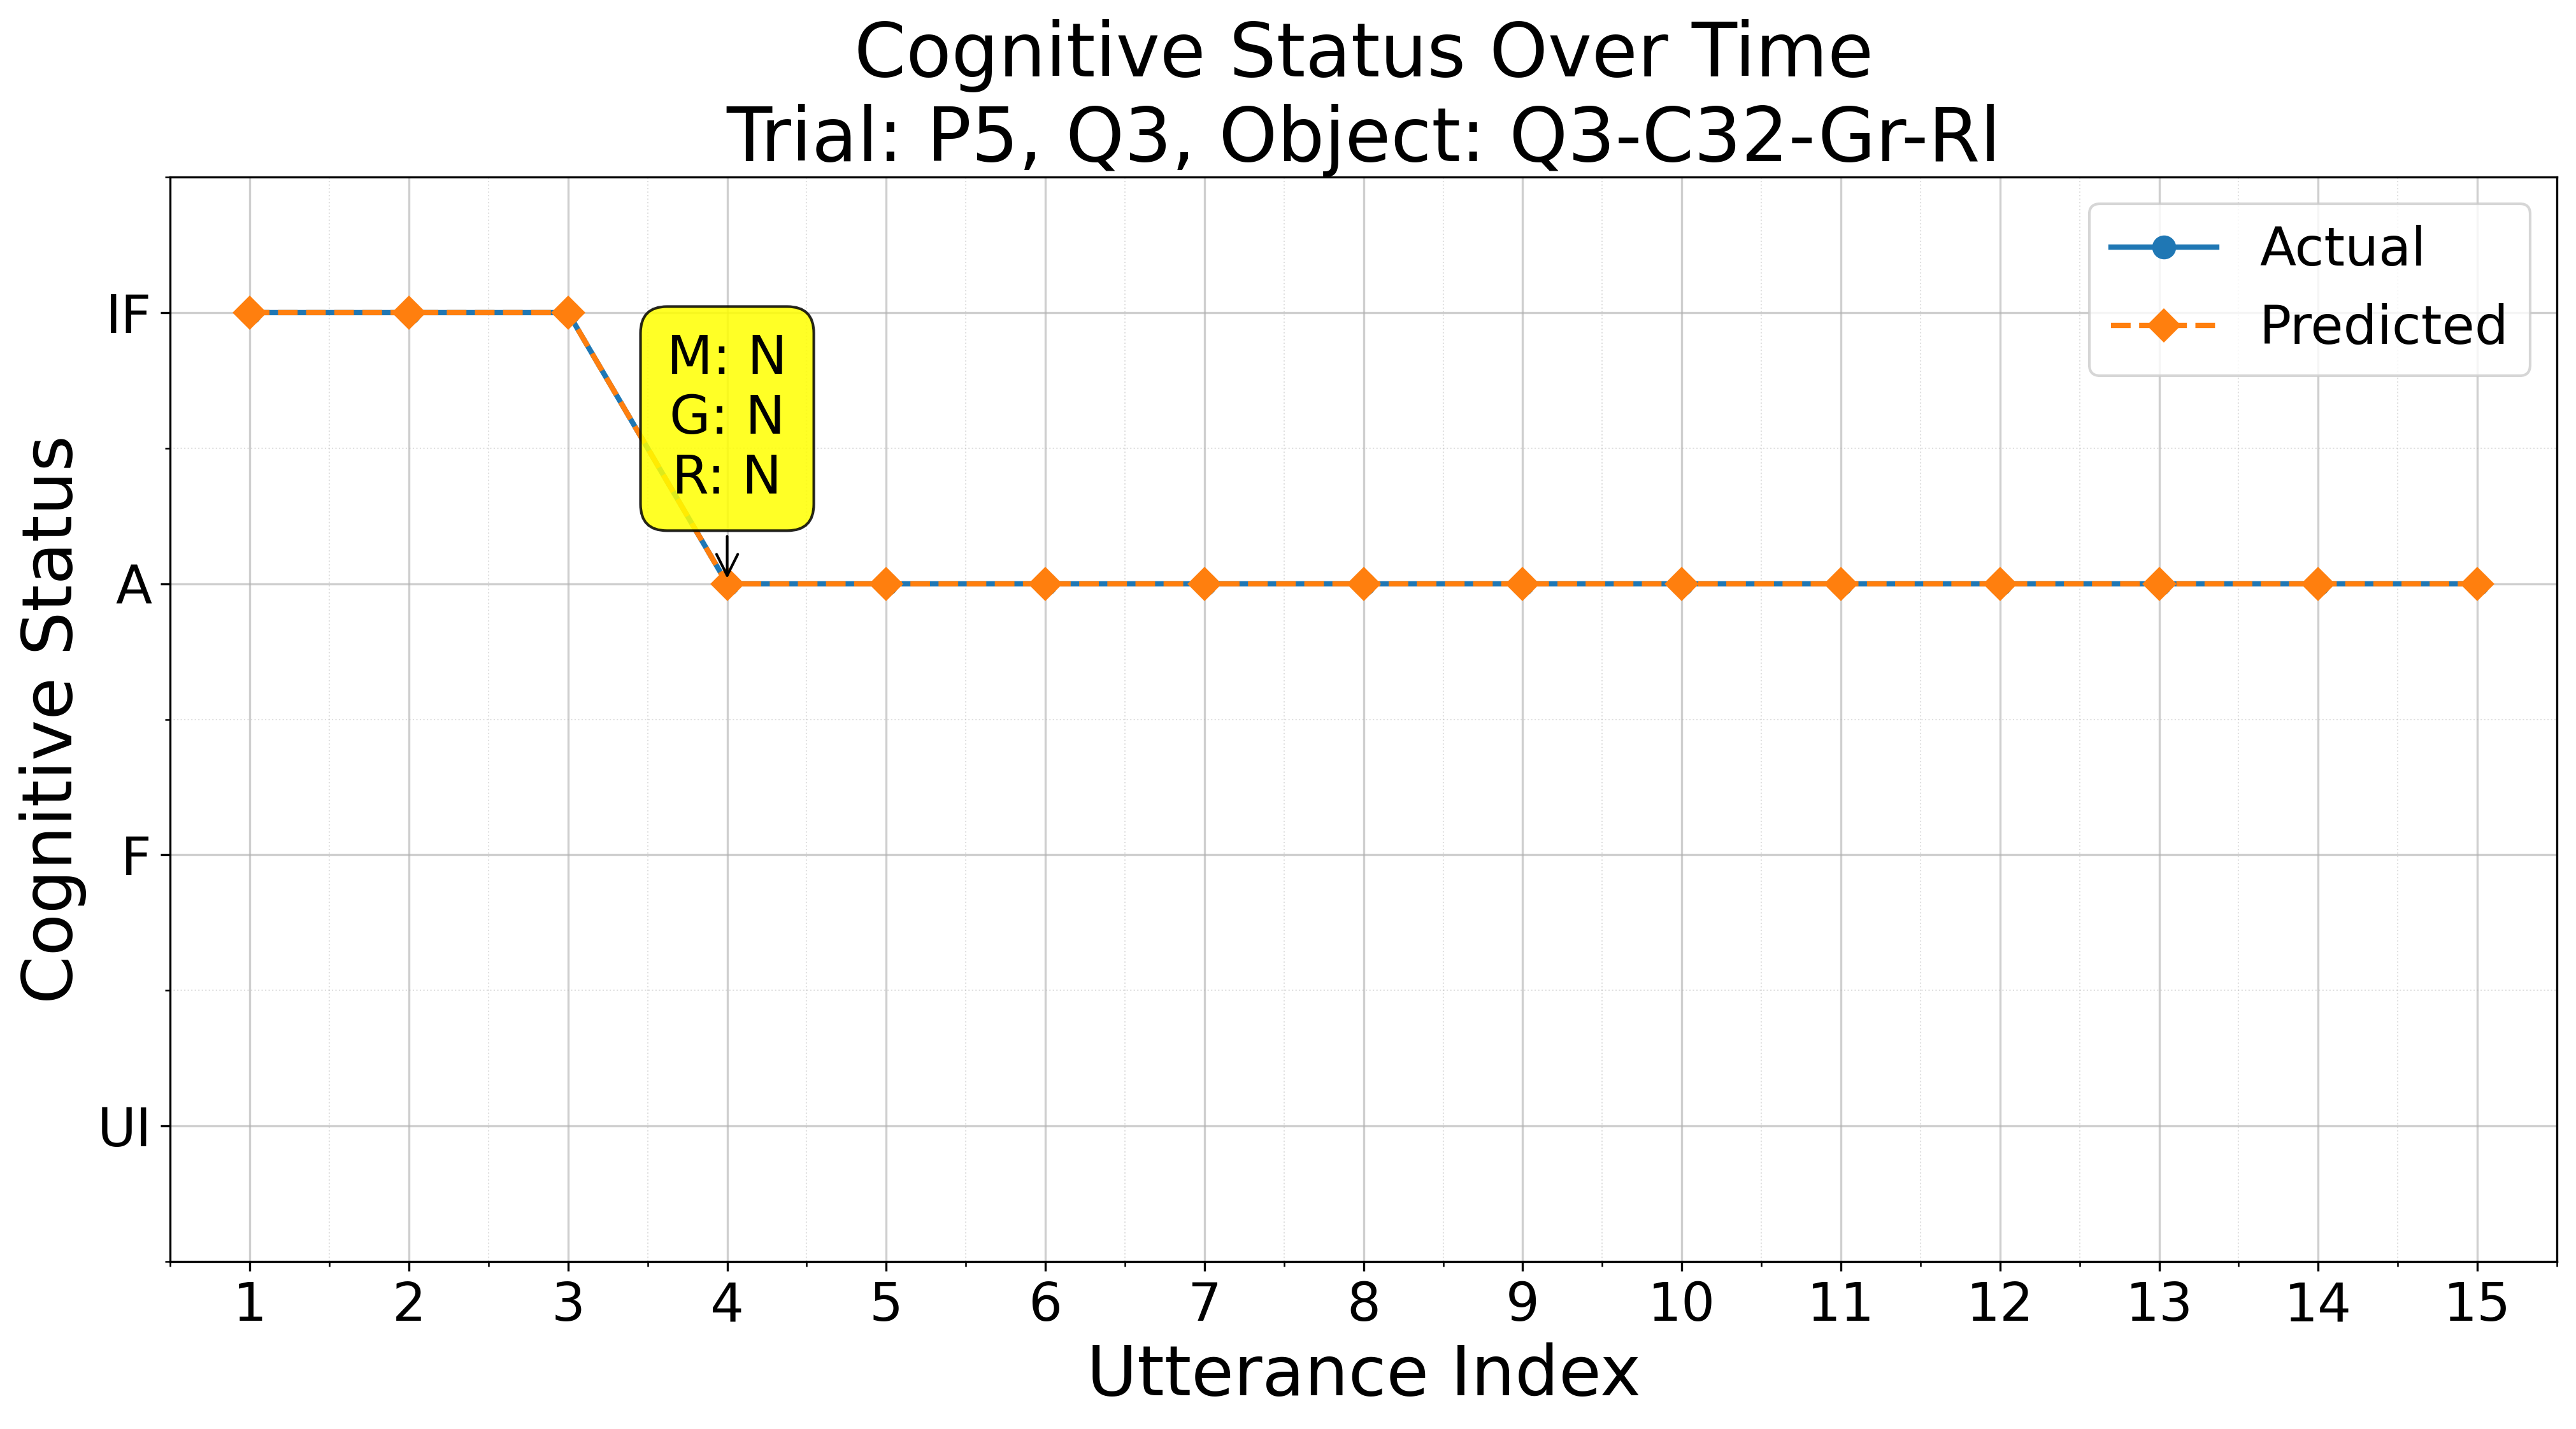 Cognitive Status Over Time
Trial: P5, Q3, Object: Q3-C32-Gr-Rl
Actual
Predicted
IF
A
F
UI
Cognitive Status
M: N
G: N
R: N
1 2 3 4 5 6 7 8 9 10 11 12 13 14 15
Utterance Index